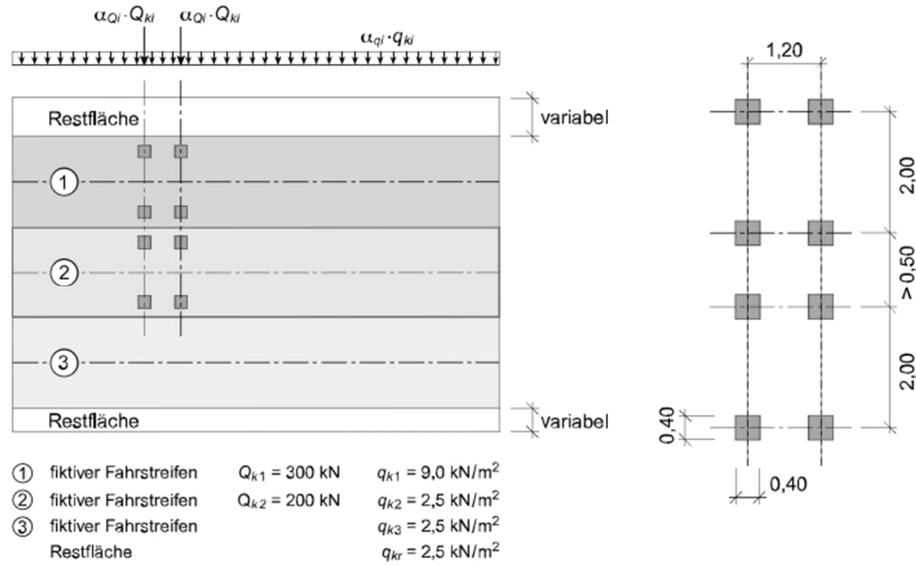 αQi·Qki αQi·Qki
αqi·qki
Restfläche
variabel
1
2
3
Restfläche
variabel
1,20
2,00
> 0,50
2,00
0,40
0,40
1 fiktiver Fahrstreifen Qk1 = 300 kN qk1 = 9,0 kN/m²
2 fiktiver Fahrstreifen Qk2 = 200 kN qk2 = 2,5 kN/m²
3 fiktiver Fahrstreifen qk3 = 2,5 kN/m²
Restfläche qkr = 2,5 kN/m²